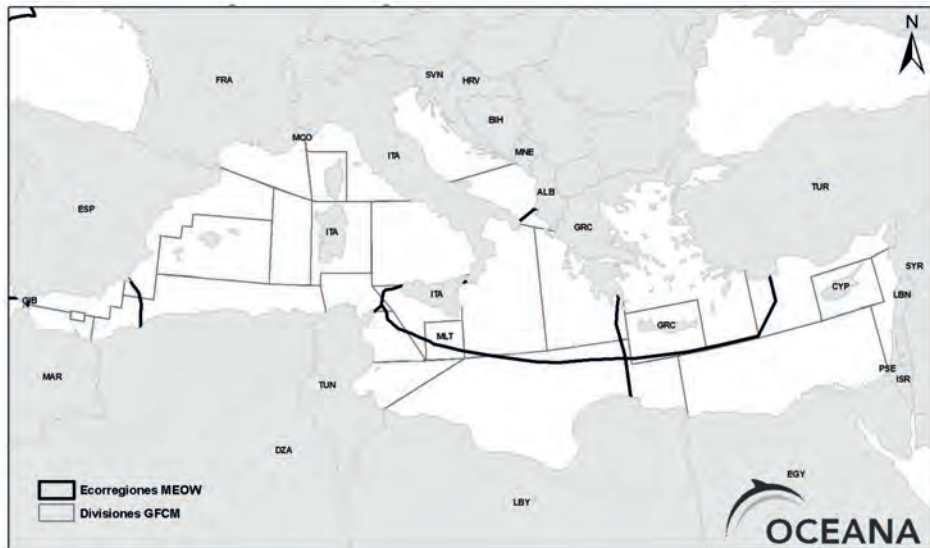 N
FRA
SVN
HRV
BIH
MCO
ITA
MNE
ESP
ALB
TUR
ITA
GRC
SYR
GIB
ITA
CYP
LBN
GRC
MLT
MAR
TUN
PSE
ISR
DZA
EGY
LBY
Ecorregiones MEOW
Divisiones GFCM
OCEANA